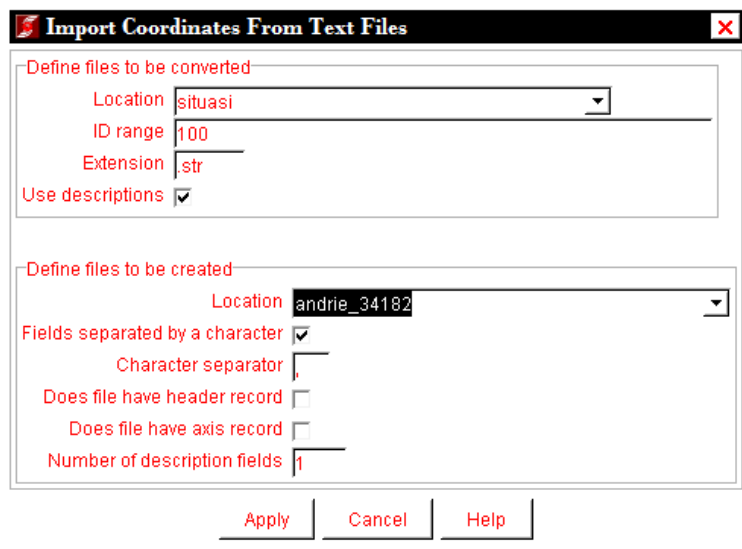 Import Coordinates From Text Files
Define files to be converted
Location situasi
ID range 100
Extension .str
Use descriptions
Define files to be created
Location andrie_34182
Fields separated by a character
Character separator ,
Does file have header record
Does file have axis record
Number of description fields 1
Apply Cancel Help